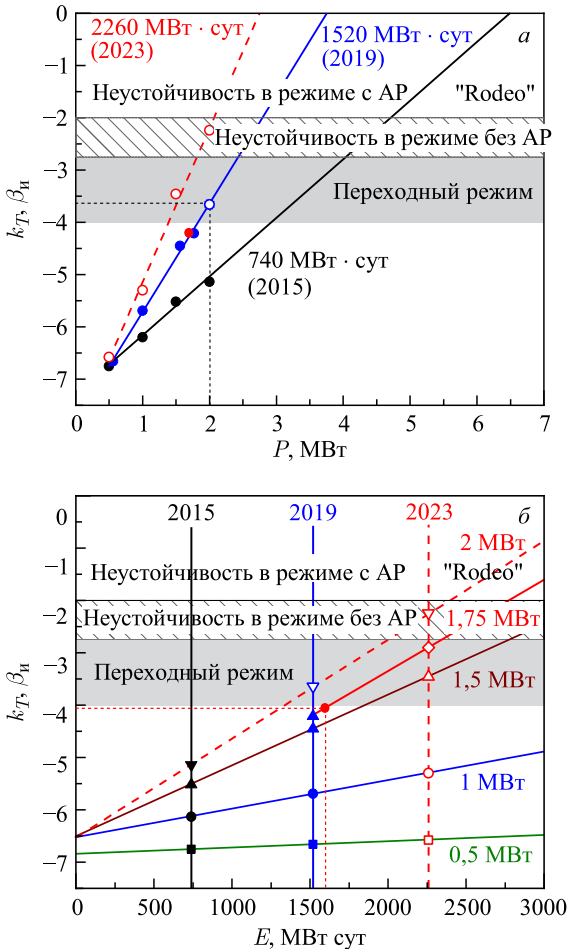 0
2260 МВт · сут
(2023)
1520 МВт · сут
(2019)
а
−1
Неустойчивость в режиме с АР
"Rodeo"
−2
Неустойчивость в режиме без АР
−3
Переходный режим
k_T, β_и
−4
−5
740 МВт · сут
(2015)
−6
−7
0 1 2 3 4 5 6 7
P, МВт
0
2015
2019
2023
б
2 МВт
−1
Неустойчивость в режиме с АР
"Rodeo"
−2
Неустойчивость в режиме без АР
1,75 МВт
−3
Переходный режим
1,5 МВт
k_T, β_и
−4
−5
1 МВт
−6
0,5 МВт
−7
0 500 1000 1500 2000 2500 3000
E, МВт сут